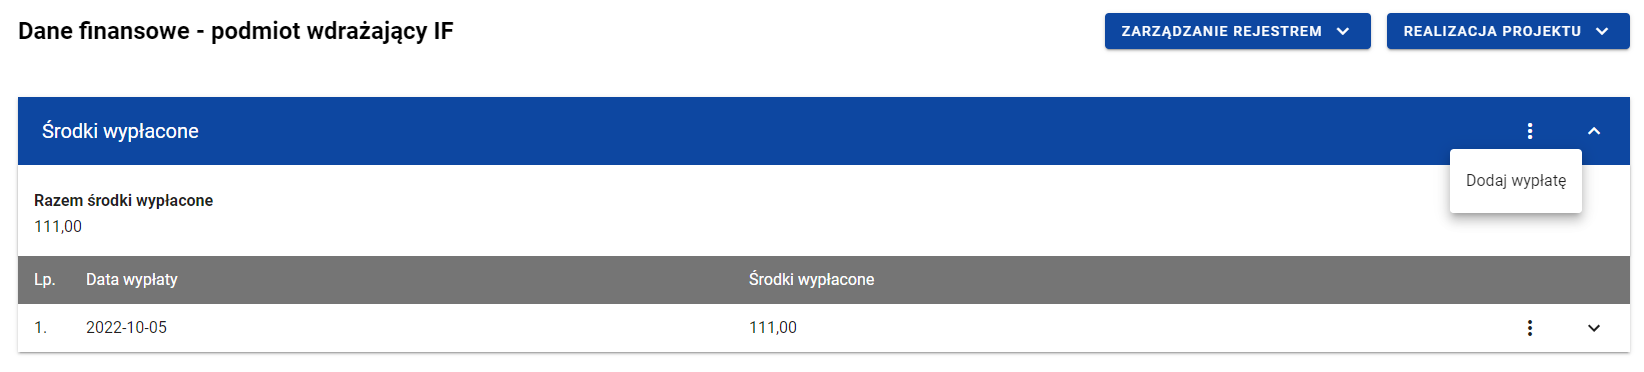 Dane finansowe - podmiot wdrażający IF
ZARZĄDZANIE REJESTREM
REALIZACJA PROJEKTU
Środki wypłacone
Dodaj wypłatę
Razem środki wypłacone
111,00
Lp. Data wypłaty Środki wypłacone
1. 2022-10-05 111,00